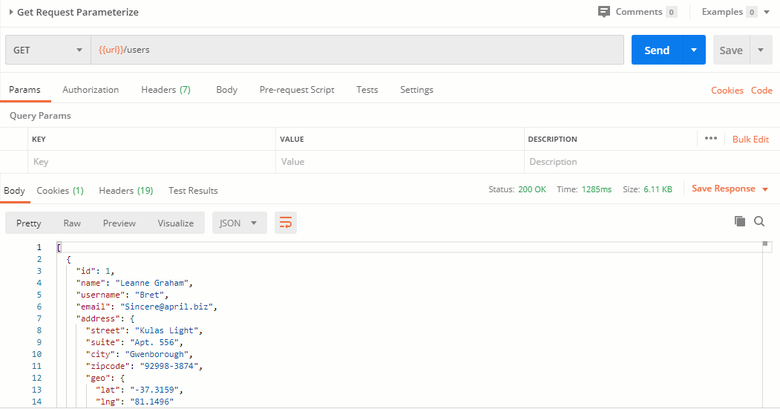 Get Request Parameterize Comments 0 Examples 0
GET {{url}}/users Send Save
Params Authorization Headers (7) Body Pre-request Script Tests Settings Cookies Code
Query Params
KEY VALUE DESCRIPTION ••• Bulk Edit
Key Value Description
Body Cookies (1) Headers (19) Test Results Status: 200 OK Time: 1285ms Size: 6.11 KB Save Response
Pretty Raw Preview Visualize JSON
1 [
2 {
3 "id": 1,
4 "name": "Leanne Graham",
5 "username": "Bret",
6 "email": "Sincere@april.biz",
7 "address": {
8 "street": "Kulas Light",
9 "suite": "Apt. 556",
10 "city": "Gwenborough",
11 "zipcode": "92998-3874",
12 "geo": {
13 "lat": "-37.3159",
14 "lng": "81.1496"